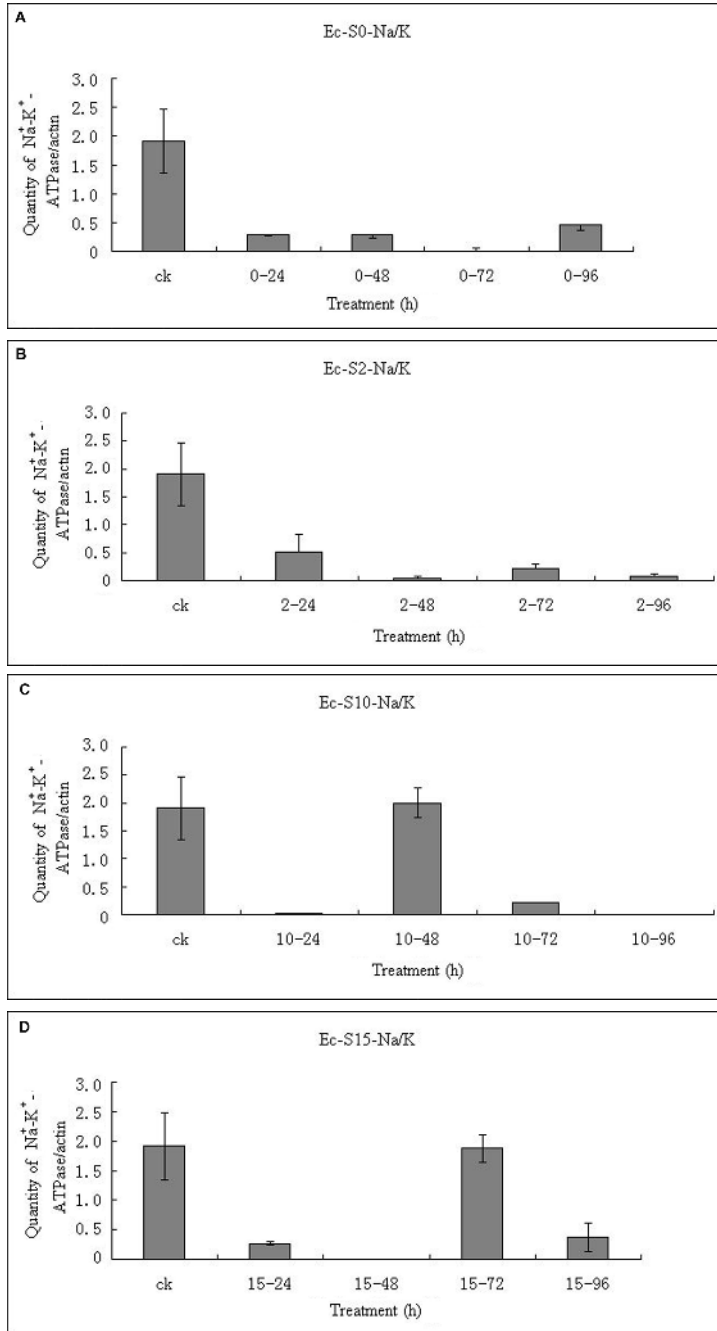 A
Ec-S0-Na/K
Quantity of Na⁺-K⁺-
ATPase/actin
3.0
2.5
2.0
1.5
1.0
0.5
0
ck 0-24 0-48 0-72 0-96
Treatment (h)
B
Ec-S2-Na/K
Quantity of Na⁺-K⁺-
ATPase/actin
3.0
2.5
2.0
1.5
1.0
0.5
0
ck 2-24 2-48 2-72 2-96
Treatment (h)
C
Ec-S10-Na/K
Quantity of Na⁺-K⁺-
ATPase/actin
3.0
2.5
2.0
1.5
1.0
0.5
0
ck 10-24 10-48 10-72 10-96
Treatment (h)
D
Ec-S15-Na/K
Quantity of Na⁺-K⁺-
ATPase/actin
3.0
2.5
2.0
1.5
1.0
0.5
0
ck 15-24 15-48 15-72 15-96
Treatment (h)